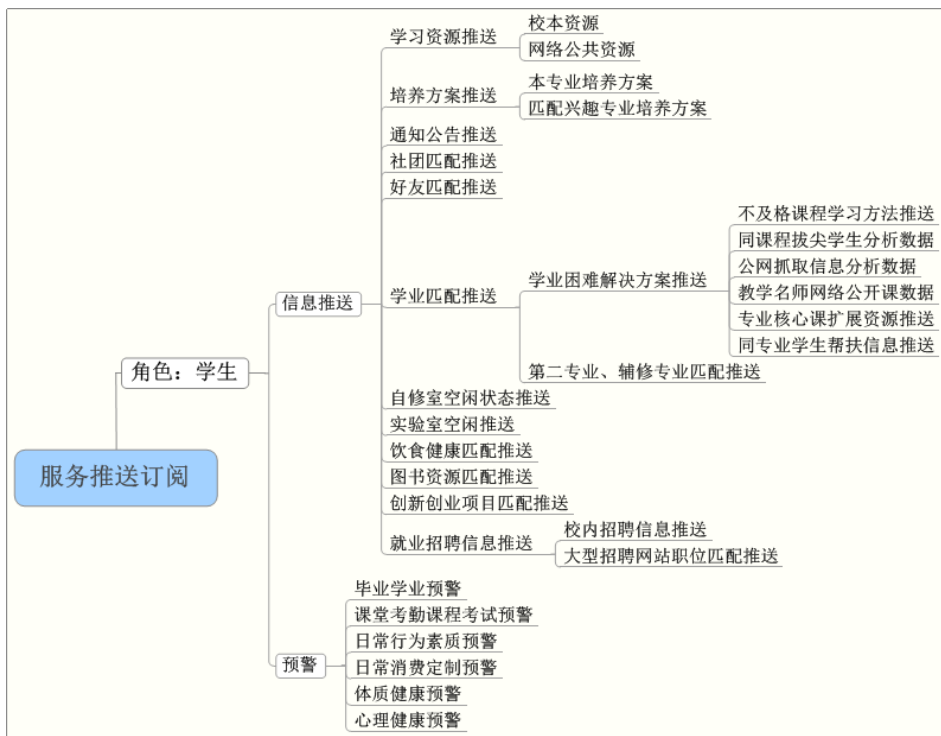 校本资源
学习资源推送
网络公共资源
本专业培养方案
培养方案推送
匹配兴趣专业培养方案
通知公告推送
社团匹配推送
好友匹配推送
不及格课程学习方法推送
同课程拔尖学生分析数据
公网抓取信息分析数据
学业困难解决方案推送
教学名师网络公开课数据
学业匹配推送
信息推送
专业核心课扩展资源推送
同专业学生帮扶信息推送
角色：学生
第二专业、辅修专业匹配推送
自修室空闲状态推送
实验室空闲推送
饮食健康匹配推送
服务推送订阅
图书资源匹配推送
创新创业项目匹配推送
校内招聘信息推送
就业招聘信息推送
大型招聘网站职位匹配推送
毕业学业预警
课堂考勤课程考试预警
日常行为素质预警
预警
日常消费定制预警
体质健康预警
心理健康预警